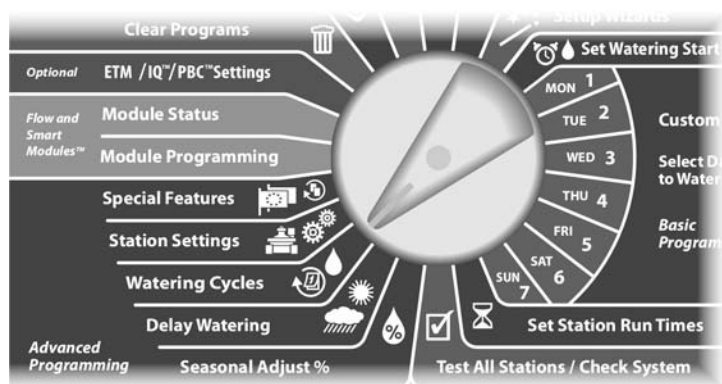 Setup Wizards
Clear Programs
Set Watering Start
Optional
ETM /IQ™/PBC™Settings
Flow and
Smart
Modules™
Module Status
Module Programming
Special Features
Station Settings
Watering Cycles
Delay Watering
Seasonal Adjust %
Advanced
Programming
%
MON 1
TUE 2
WED 3
THU 4
FRI 5
SAT 6
SUN 7
Custom
Select D
to Water
Basic
Program
Set Station Run Times
Test All Stations / Check System